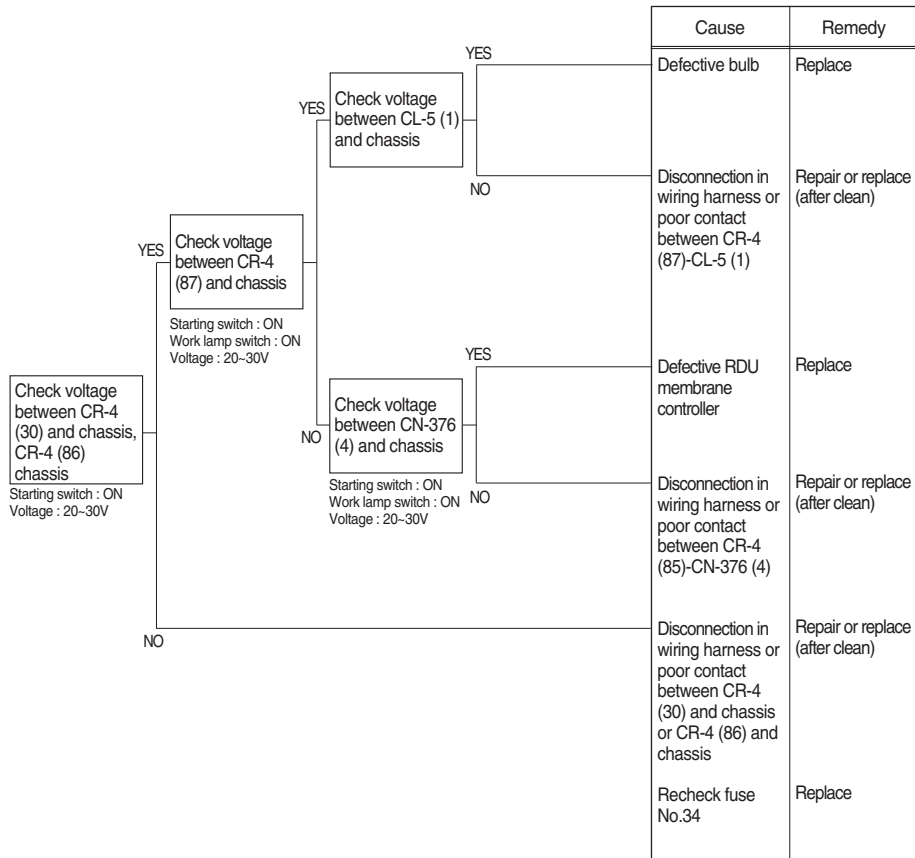 Cause
Remedy
YES
Defective bulb
Replace
YES
Check voltage
between CL-5 (1)
and chassis
NO
Disconnection in
wiring harness or
poor contact
between CR-4
(87)-CL-5 (1)
Repair or replace
(after clean)
YES
Check voltage
between CR-4
(87) and chassis
Starting switch : ON
Work lamp switch : ON
Voltage : 20~30V
YES
Defective RDU
membrane
controller
Replace
Check voltage
between CR-4
(30) and chassis,
CR-4 (86)
chassis
Starting switch : ON
Voltage : 20~30V
NO
Check voltage
between CN-376
(4) and chassis
Starting switch : ON
Work lamp switch : ON
Voltage : 20~30V
NO
Disconnection in
wiring harness or
poor contact
between CR-4
(85)-CN-376 (4)
Repair or replace
(after clean)
NO
Disconnection in
wiring harness or
poor contact
between CR-4
(30) and chassis
or CR-4 (86) and
chassis
Repair or replace
(after clean)
Recheck fuse
No.34
Replace